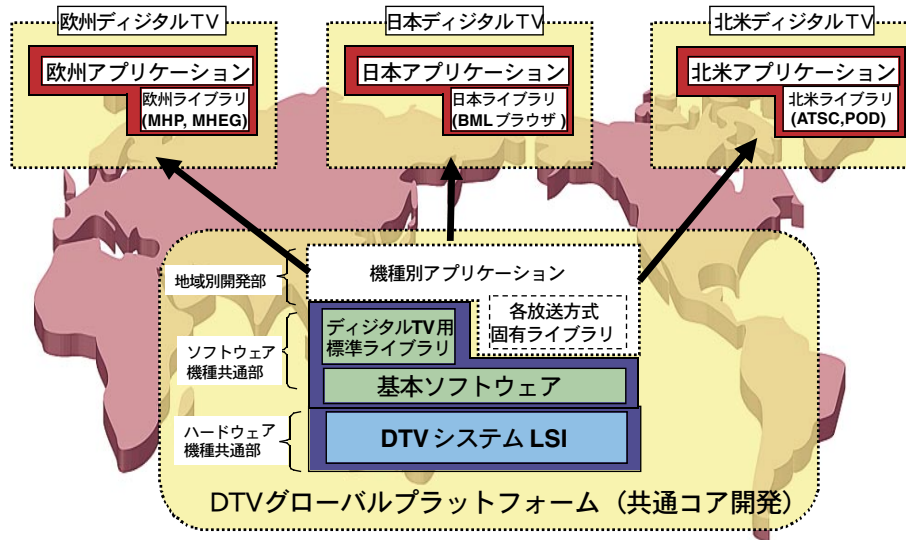 欧州ディジタルTV
欧州アプリケーション
欧州ライブラリ
(MHP, MHEG)
日本ディジタルTV
日本アプリケーション
日本ライブラリ
(BMLブラウザ)
北米ディジタルTV
北米アプリケーション
北米ライブラリ
(ATSC,POD)
地域別開発部
機種別アプリケーション
各放送方式
固有ライブラリ
ソフトウェア
機種共通部
ディジタルTV用
標準ライブラリ
基本ソフトウェア
ハードウェア
機種共通部
DTVシステムLSI
DTVグローバルプラットフォーム（共通コア開発）